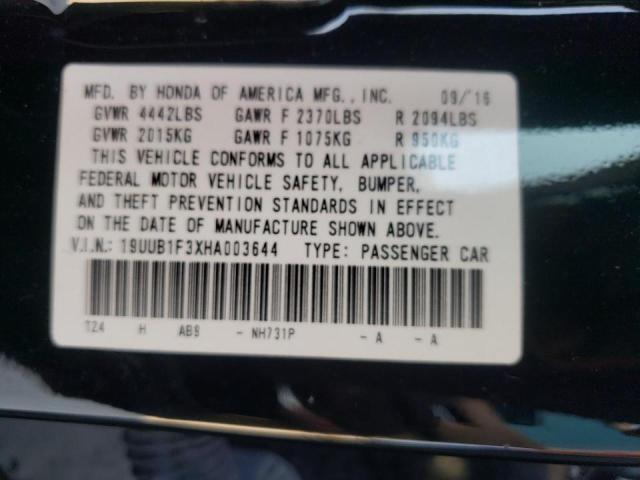 MFD. BY HONDA OF AMERICA MFG., INC. 09/'16
GVWR 4442LBS GAWR F 2370LBS R 2094LBS
GVWR 2015KG GAWR F 1075KG R 950KG
THIS VEHICLE CONFORMS TO ALL APPLICABLE
FEDERAL MOTOR VEHICLE SAFETY, BUMPER,
AND THEFT PREVENTION STANDARDS IN EFFECT
ON THE DATE OF MANUFACTURE SHOWN ABOVE.
V.I.N.: 19UUB1F3XHA003644 TYPE: PASSENGER CAR
T24 H AB9 - NH731P - A - A